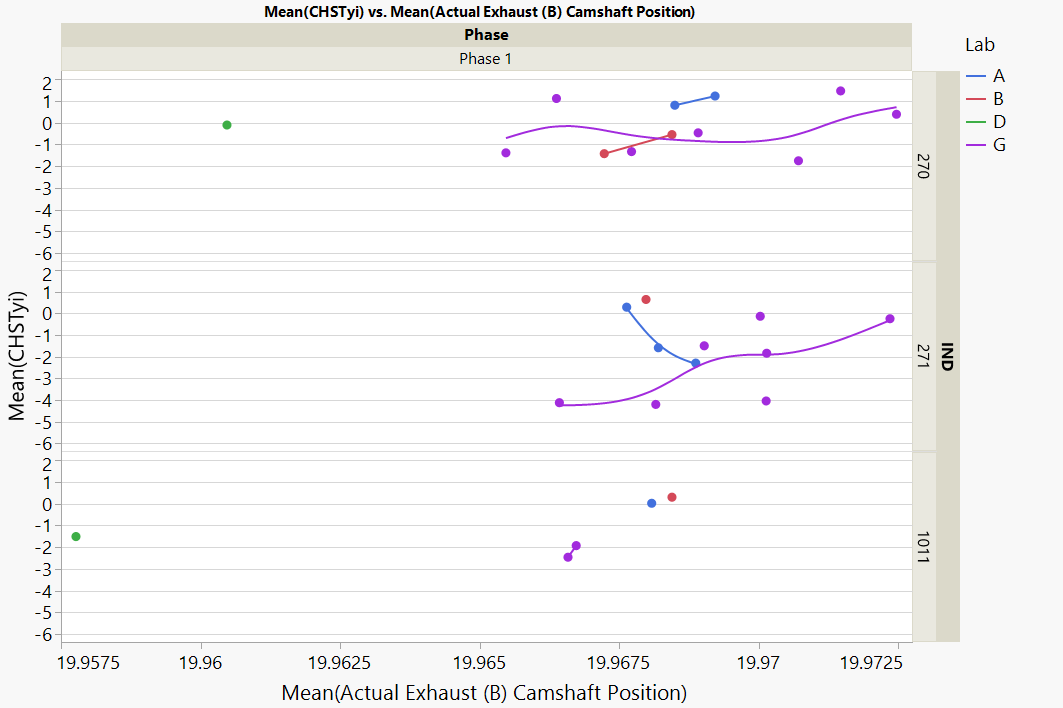 Mean(CHSTyi) vs. Mean(Actual Exhaust (B) Camshaft Position)
Phase
Phase 1
Lab
A
B
D
G
Mean(CHSTyi)
2
1
0
-1
-2
-3
-4
-5
-6
270
2
1
0
-1
-2
-3
-4
-5
-6
271
IND
2
1
0
-1
-2
-3
-4
-5
-6
1011
19.9575 19.96 19.9625 19.965 19.9675 19.97 19.9725
Mean(Actual Exhaust (B) Camshaft Position)